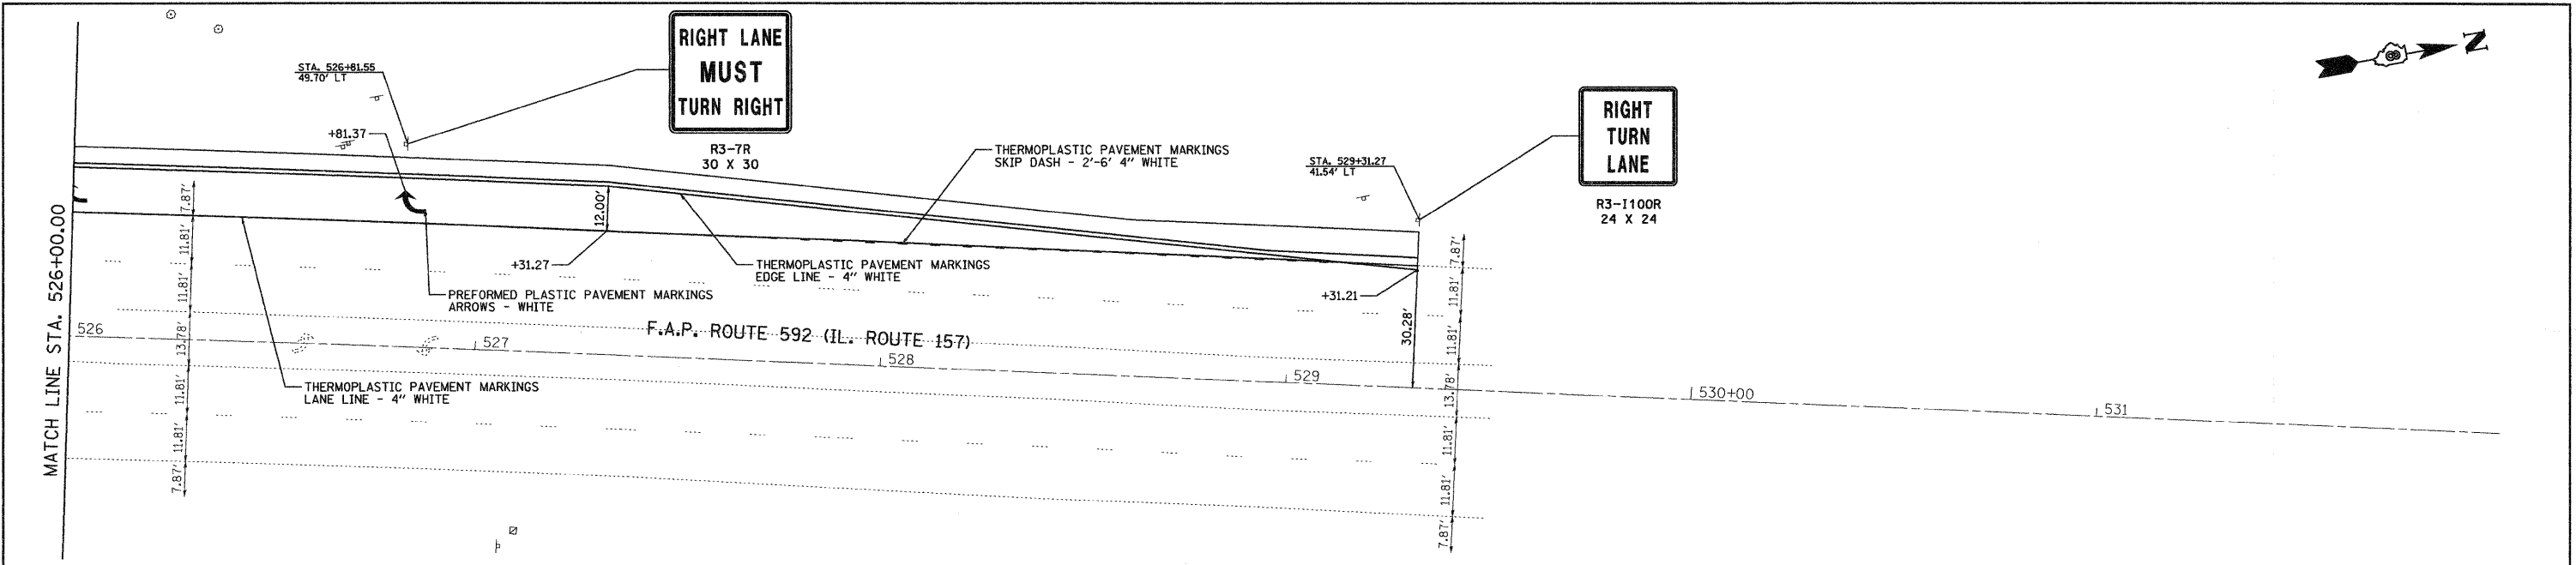 RIGHT LANE
MUST
TURN RIGHT
R3-7R
30 X 30
STA. 526+81.55
49.70' LT
+81.37
THERMOPLASTIC PAVEMENT MARKINGS
SKIP DASH - 2'-6' 4" WHITE
STA. 529+31.27
41.54' LT
RIGHT
TURN
LANE
R3-I100R
24 X 24
N
MATCH LINE STA. 526+00.00
7.87'
11.81'
11.81'
13.78'
11.81'
11.81'
7.87'
12.00'
+31.27
THERMOPLASTIC PAVEMENT MARKINGS
EDGE LINE - 4" WHITE
PREFORMED PLASTIC PAVEMENT MARKINGS
ARROWS - WHITE
+31.21
30.28'
7.87'
11.81'
11.81'
13.78'
11.81'
11.81'
7.87'
F.A.P. ROUTE 592 (IL. ROUTE 157)
526
527
528
529
530+00
531
THERMOPLASTIC PAVEMENT MARKINGS
LANE LINE - 4" WHITE